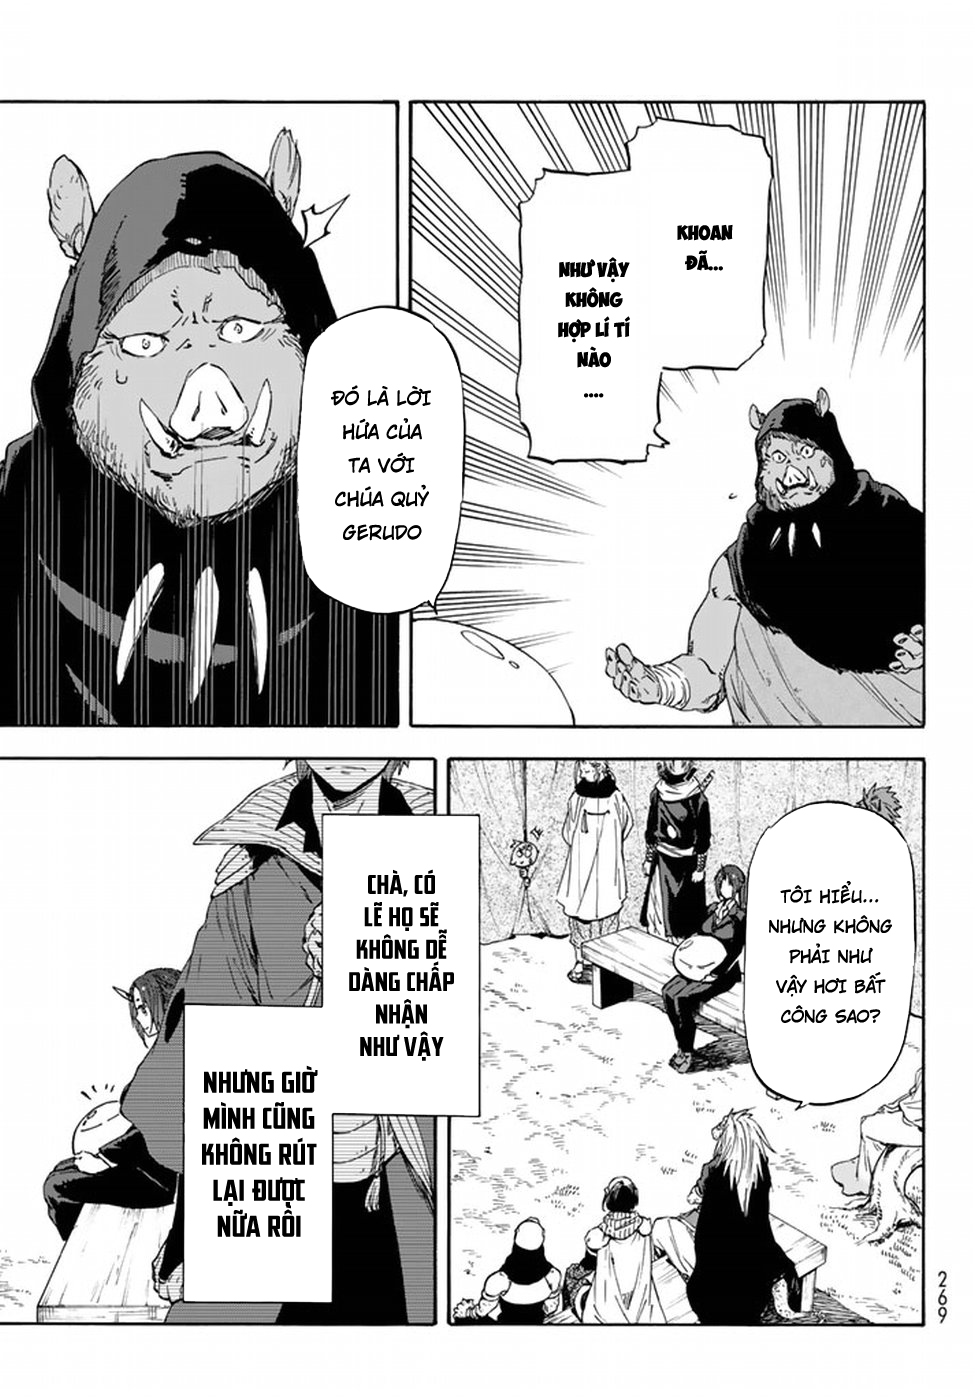 KHOAN
ĐÃ...
NHƯ VẬY
KHÔNG
HỢP LÍ TÍ
NÀO
....
ĐÓ LÀ LỜI
HỨA CỦA
TA VỚI
CHÚA QUỶ
GERUDO
TÔI HIỂU...
NHƯNG KHÔNG
PHẢI NHƯ
VẬY HƠI BẤT
CÔNG SAO?
CHÀ, CÓ
LẼ HỌ SẼ
KHÔNG DỄ
DÀNG CHẤP
NHẬN
NHƯ VẬY
NHƯNG GIỜ
MÌNH CŨNG
KHÔNG RÚT
LẠI ĐƯỢC
NỮA RỒI
269